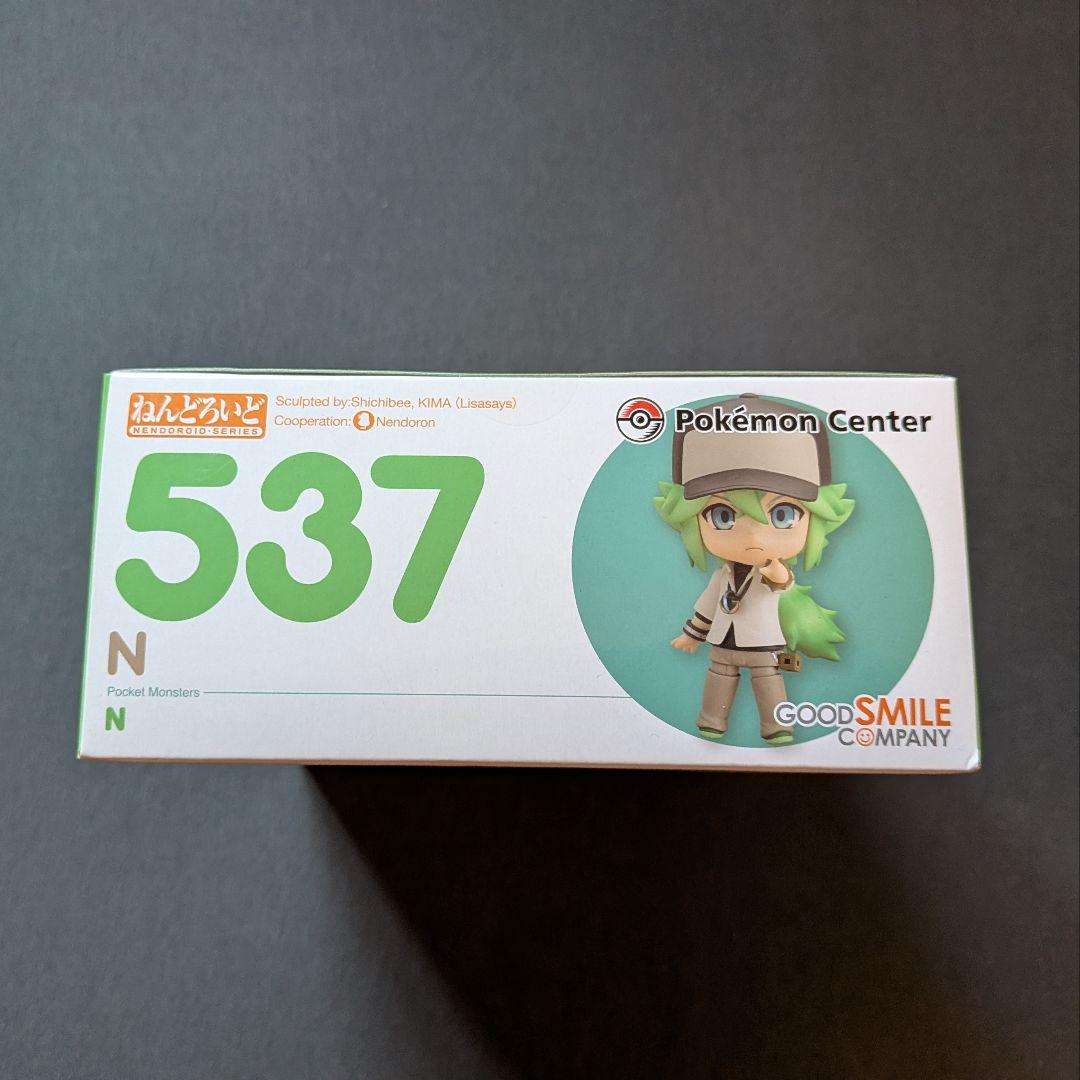 ねんどろいど
NENDOROID·SERIES
Sculpted by:Shichibee, KIMA (Lisasays)
Cooperation: Nendoron
537
N
Pocket Monsters
N
Pokémon Center
GOODSMILE
COMPANY